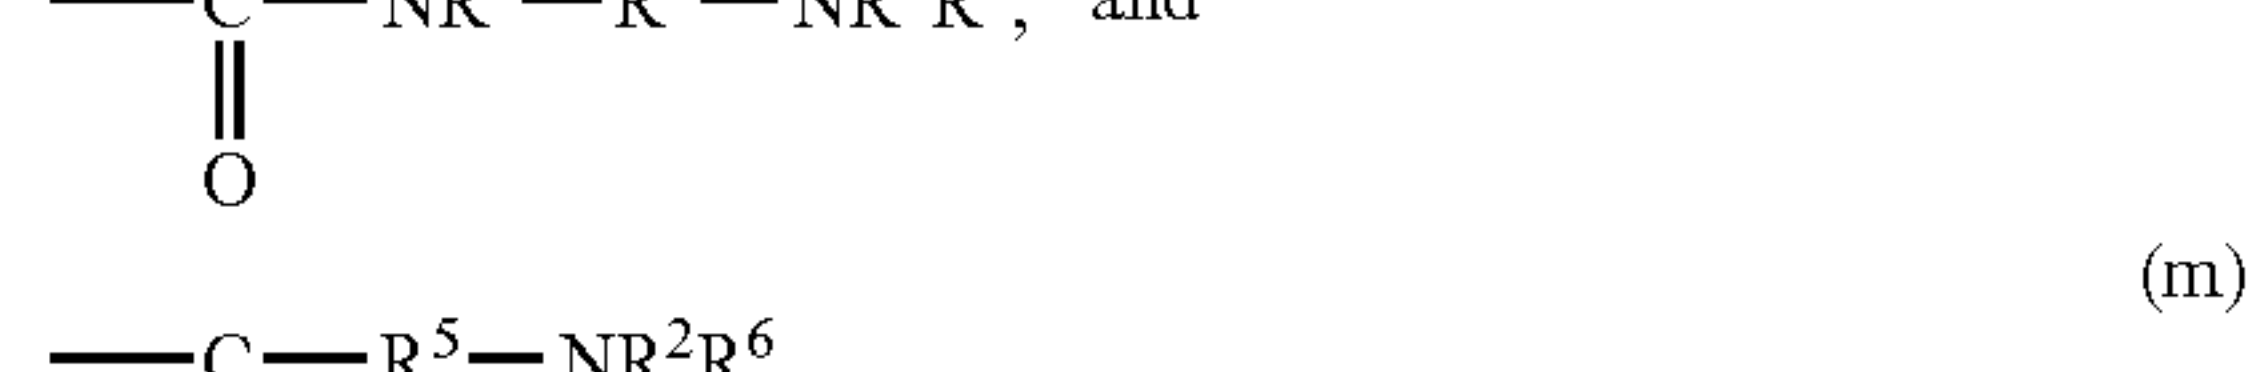 —C—NR—R—NR R, and
O
(m)
—C—R⁵—NR²R⁶